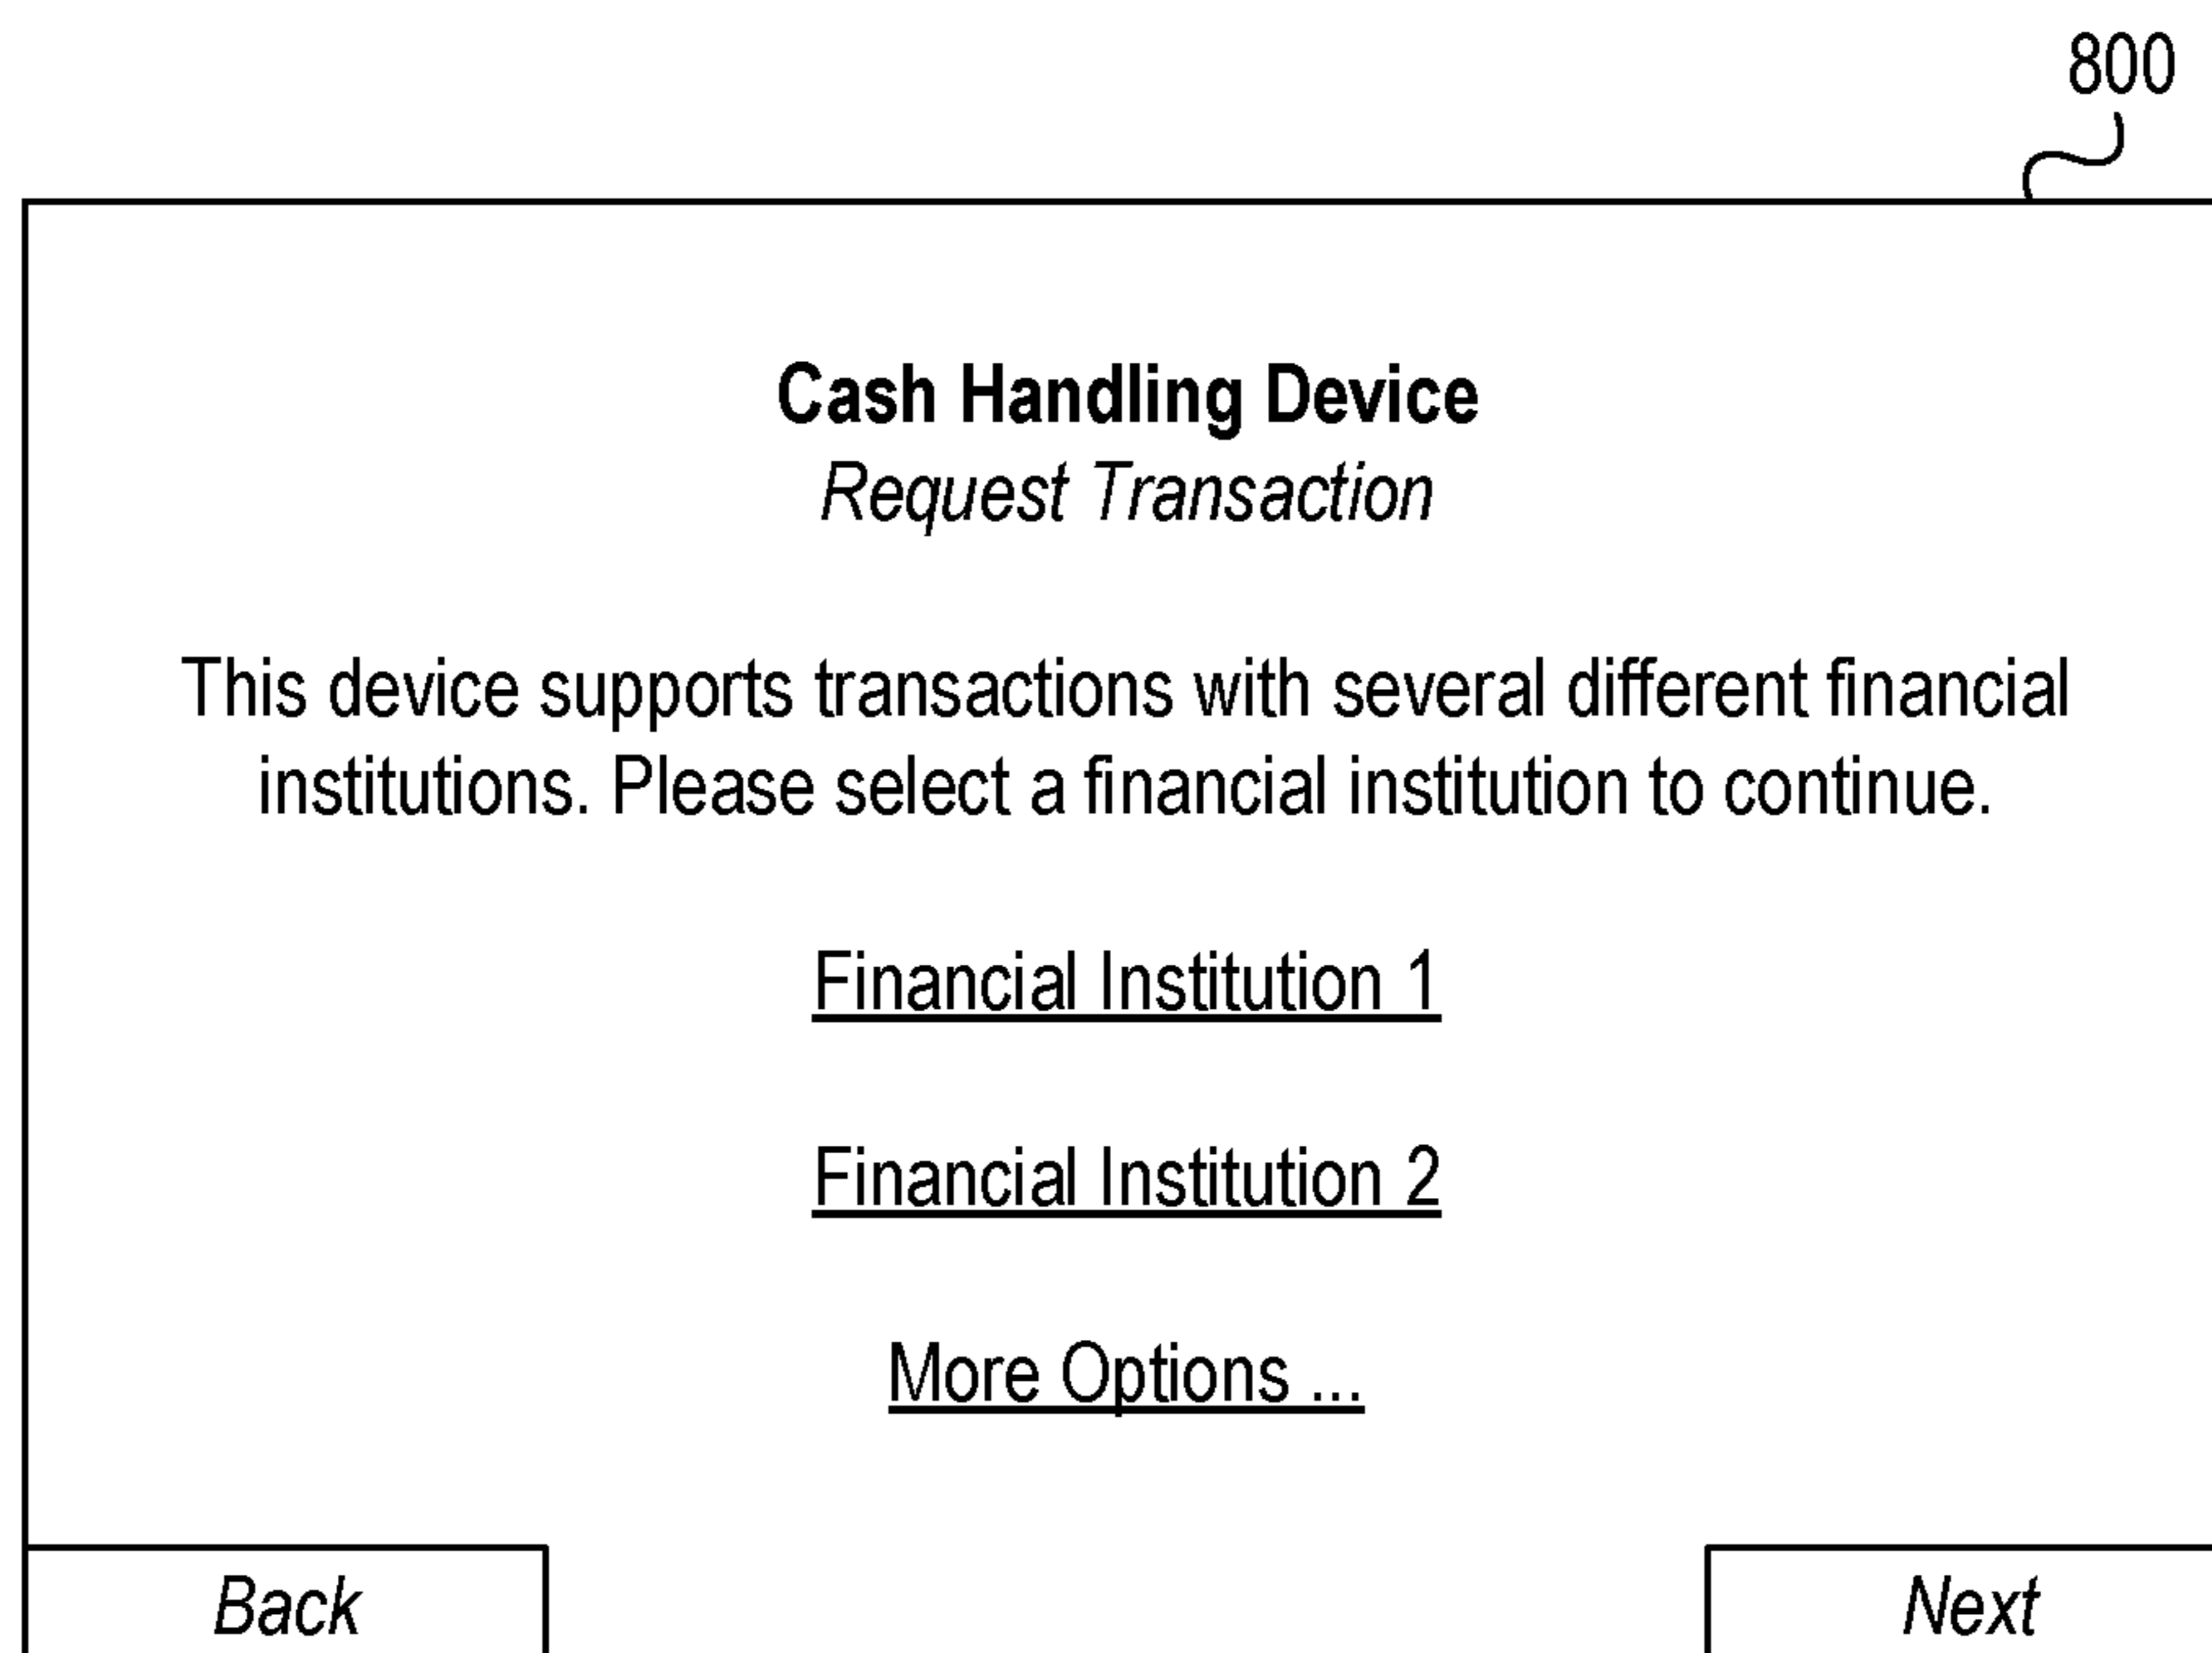 800
Cash Handling Device
Request Transaction
This device supports transactions with several different financial
institutions. Please select a financial institution to continue.
Financial Institution 1
Financial Institution 2
More Options ...
Back
Next